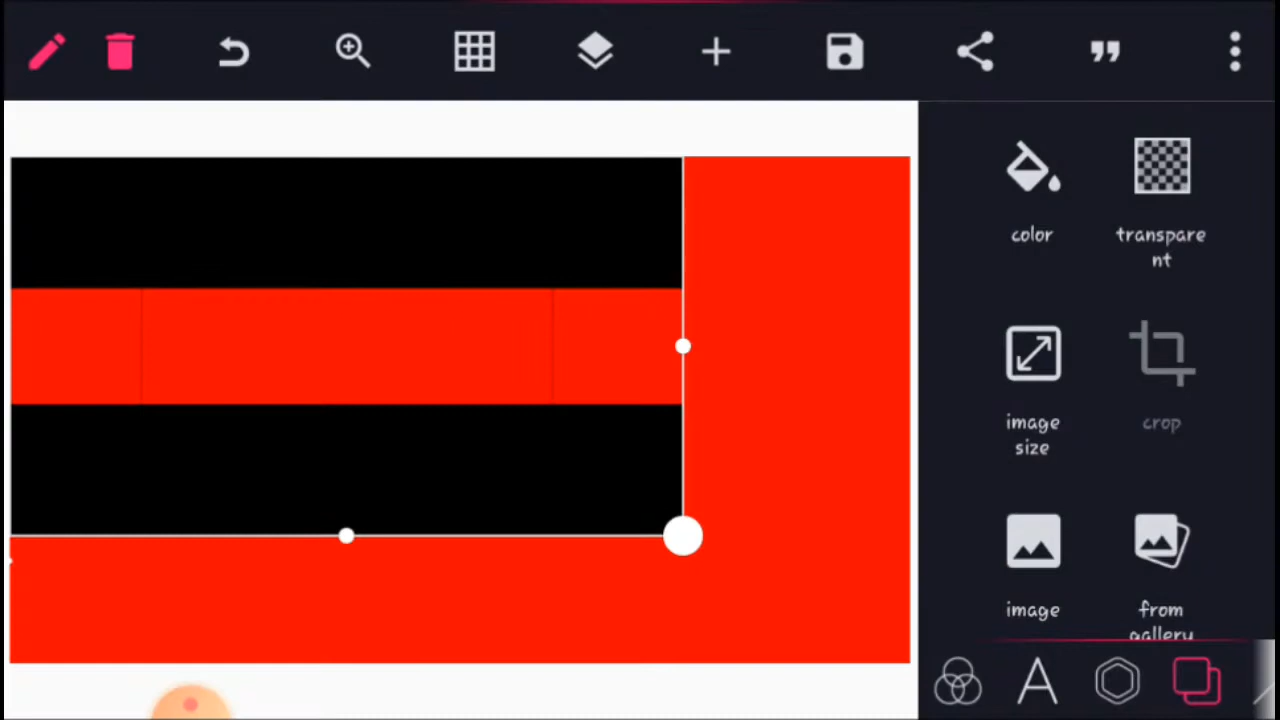 color
transpare
nt
image
size
crop
image
from
gallery